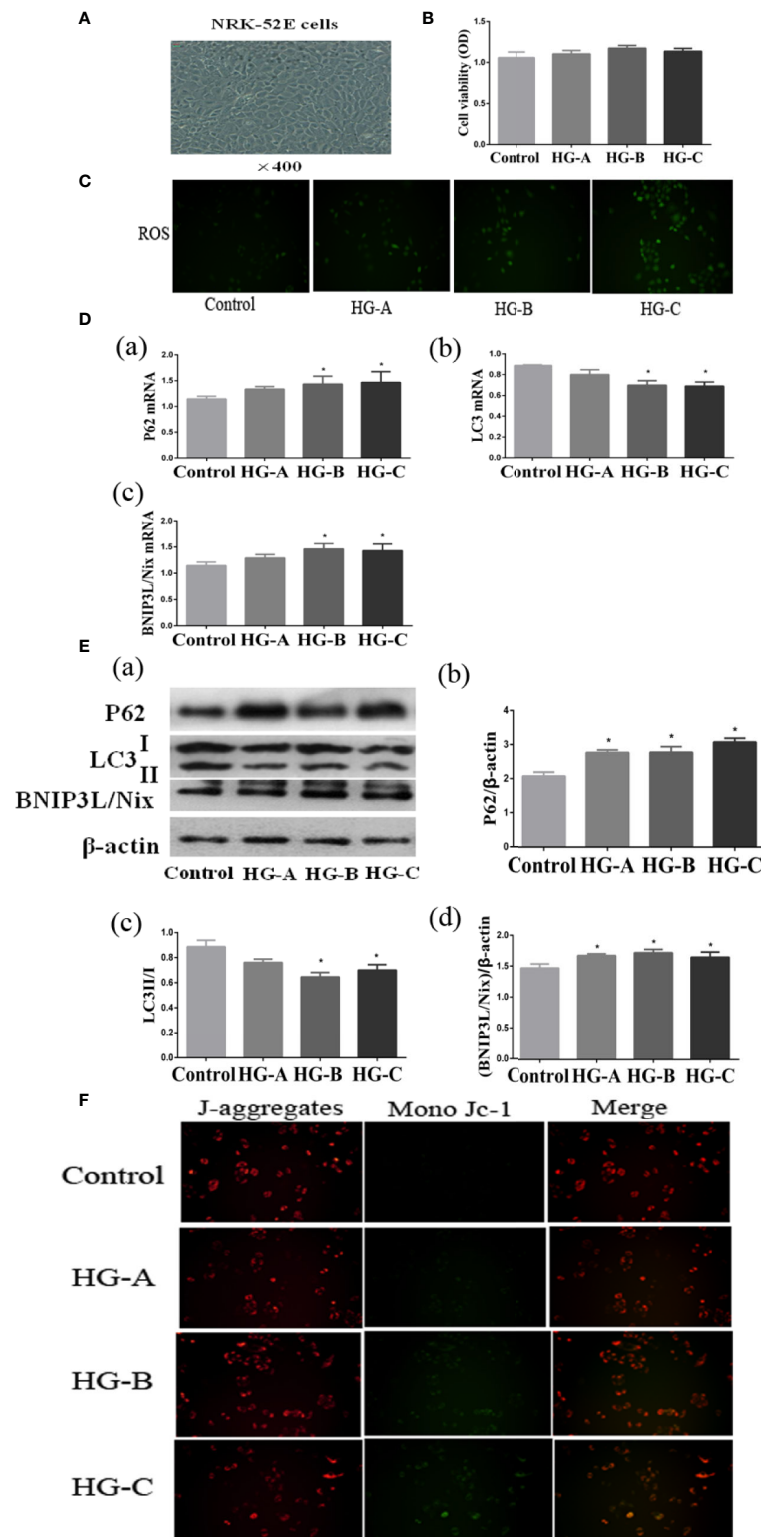 A
NRK-52E cells
×400
B
Cell viability (OD)
1.5
1.0
0.5
0.0
Control HG-A HG-B HG-C
C
ROS
Control HG-A HG-B HG-C
D
(a)
P62 mRNA
2.0
1.5
1.0
0.5
0.0
Control HG-A HG-B HG-C
* *
(b)
LC3 mRNA
1.0
0.8
0.6
0.4
0.2
0.0
Control HG-A HG-B HG-C
* *
(c)
BNIP3L/Nix mRNA
2.0
1.5
1.0
0.5
0.0
Control HG-A HG-B HG-C
* *
E
(a)
P62
LC3 I
II
BNIP3L/Nix
β-actin
Control HG-A HG-B HG-C
(b)
P62/β-actin
4
3
2
1
0
Control HG-A HG-B HG-C
* * *
(c)
LC3II/I
1.0
0.8
0.6
0.4
0.2
0.0
Control HG-A HG-B HG-C
* *
(d)
(BNIP3L/Nix)/β-actin
2.0
1.5
1.0
0.5
0.0
Control HG-A HG-B HG-C
* * *
F
J-aggregates Mono Jc-1 Merge
Control
HG-A
HG-B
HG-C